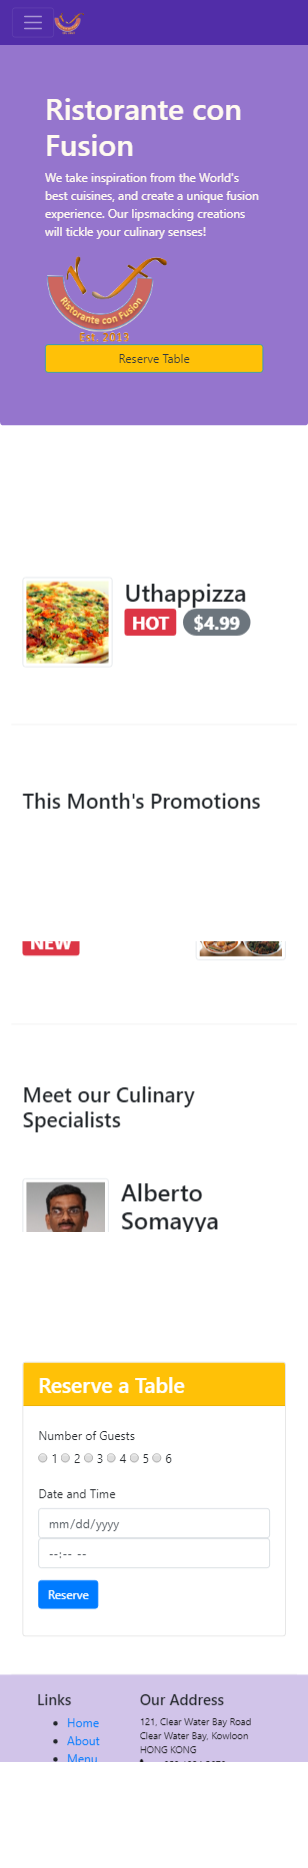 Ristorante con
Fusion
We take inspiration from the World's
best cuisines, and create a unique fusion
experience. Our lipsmacking creations
will tickle your culinary senses!
Ristorante con Fusion
Reserve Table
Uthappizza
HOT $4.99
This Month's Promotions
NEW
Meet our Culinary
Specialists
Alberto
Somayya
Reserve a Table
Number of Guests
1 2 3 4 5 6
Date and Time
mm/dd/yyyy
--:-- --
Reserve
Links
Home
About
Menu
Our Address
121, Clear Water Bay Road
Clear Water Bay, Kowloon
HONG KONG